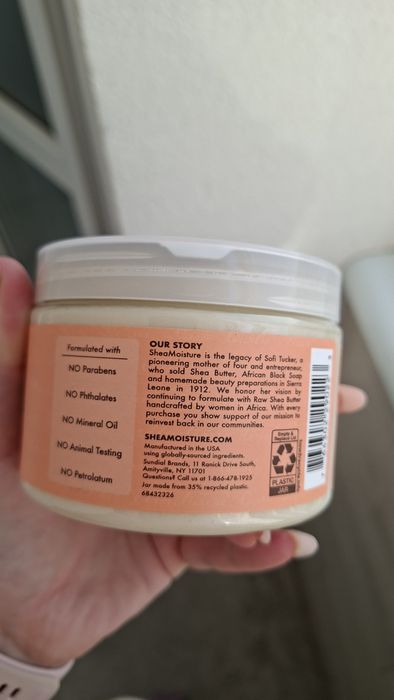 Formulated with
NO Parabens
NO Phthalates
NO Mineral Oil
NO Animal Testing
NO Petrolatum
OUR STORY
SheaMoisture is the legacy of Sofi Tucker, a
pioneering mother of four and entrepreneur,
who sold Shea Butter, African Black Soap
and homemade beauty preparations in Sierra
Leone in 1912. We honor her vision by
continuing to formulate with Raw Shea Butter
handcrafted by women in Africa. With every
purchase you show support of our mission to
reinvest back in our communities.
SHEAMOISTURE.COM
Manufactured in the USA
using globally-sourced ingredients.
Sundial Brands, 11 Ranick Drive South,
Amityville, NY 11701
Questions? Call us at 1-866-478-1925
Jar made from 35% recycled plastic.
68432326
Empty &
Replace Lid
PLASTIC
JAR